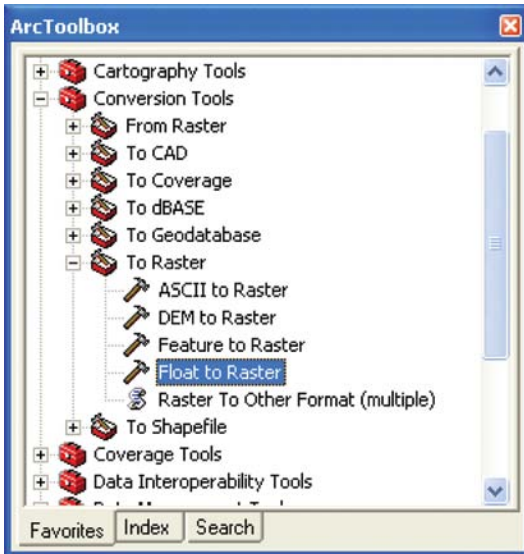 ArcToolbox
Cartography Tools
Conversion Tools
From Raster
To CAD
To Coverage
To dBASE
To Geodatabase
To Raster
ASCII to Raster
DEM to Raster
Feature to Raster
Float to Raster
Raster To Other Format (multiple)
To Shapefile
Coverage Tools
Data Interoperability Tools
Favorites Index Search